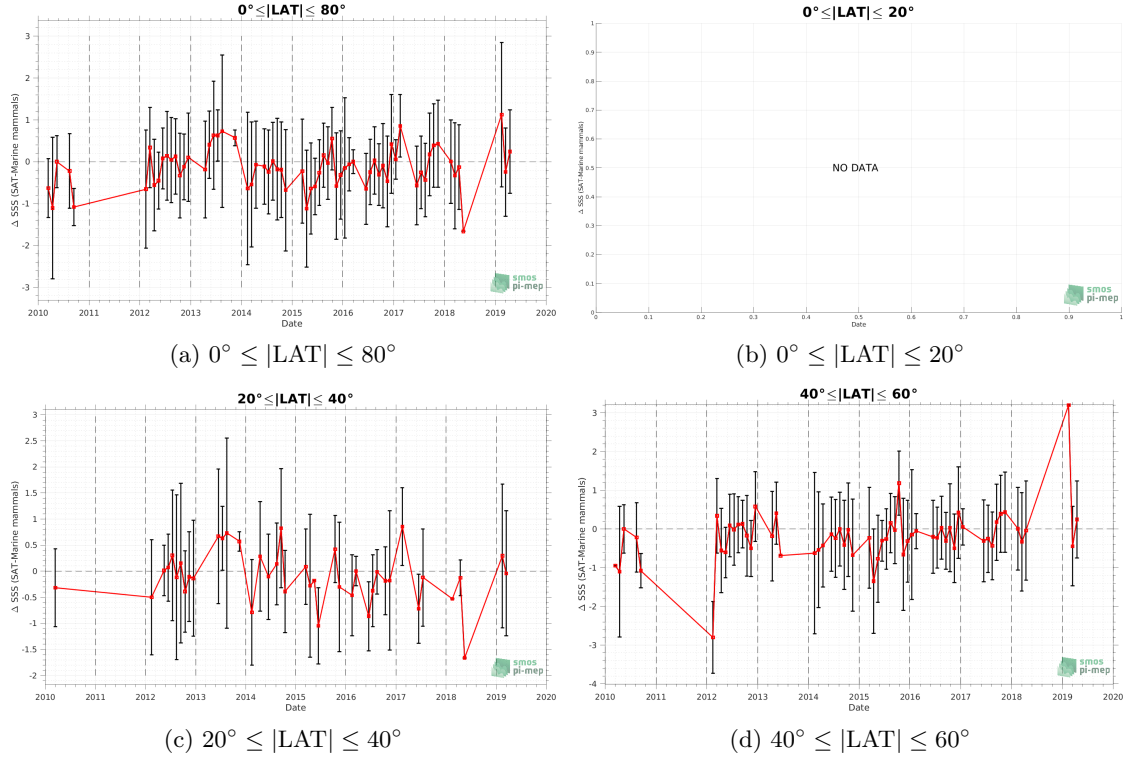 0°≤|LAT|≤ 80°
Δ SSS (SAT-Marine mammals)
3
2
1
0
-1
-2
-3
2010 2011 2012 2013 2014 2015 2016 2017 2018 2019 2020
Date
smos
pi-mep
(a) 0° ≤ |LAT| ≤ 80°
0°≤|LAT|≤ 20°
Δ SSS (SAT-Marine mammals)
1
0.9
0.8
0.7
0.6
0.5
0.4
0.3
0.2
0.1
0
NO DATA
0 0.1 0.2 0.3 0.4 0.5 0.6 0.7 0.8 0.9 1
Date
smos
pi-mep
(b) 0° ≤ |LAT| ≤ 20°
20°≤|LAT|≤ 40°
Δ SSS (SAT-Marine mammals)
3
2.5
2
1.5
1
0.5
0
-0.5
-1
-1.5
-2
2010 2011 2012 2013 2014 2015 2016 2017 2018 2019 2020
Date
smos
pi-mep
(c) 20° ≤ |LAT| ≤ 40°
40°≤|LAT|≤ 60°
Δ SSS (SAT-Marine mammals)
3
2
1
0
-1
-2
-3
-4
2010 2011 2012 2013 2014 2015 2016 2017 2018 2019 2020
Date
smos
pi-mep
(d) 40° ≤ |LAT| ≤ 60°